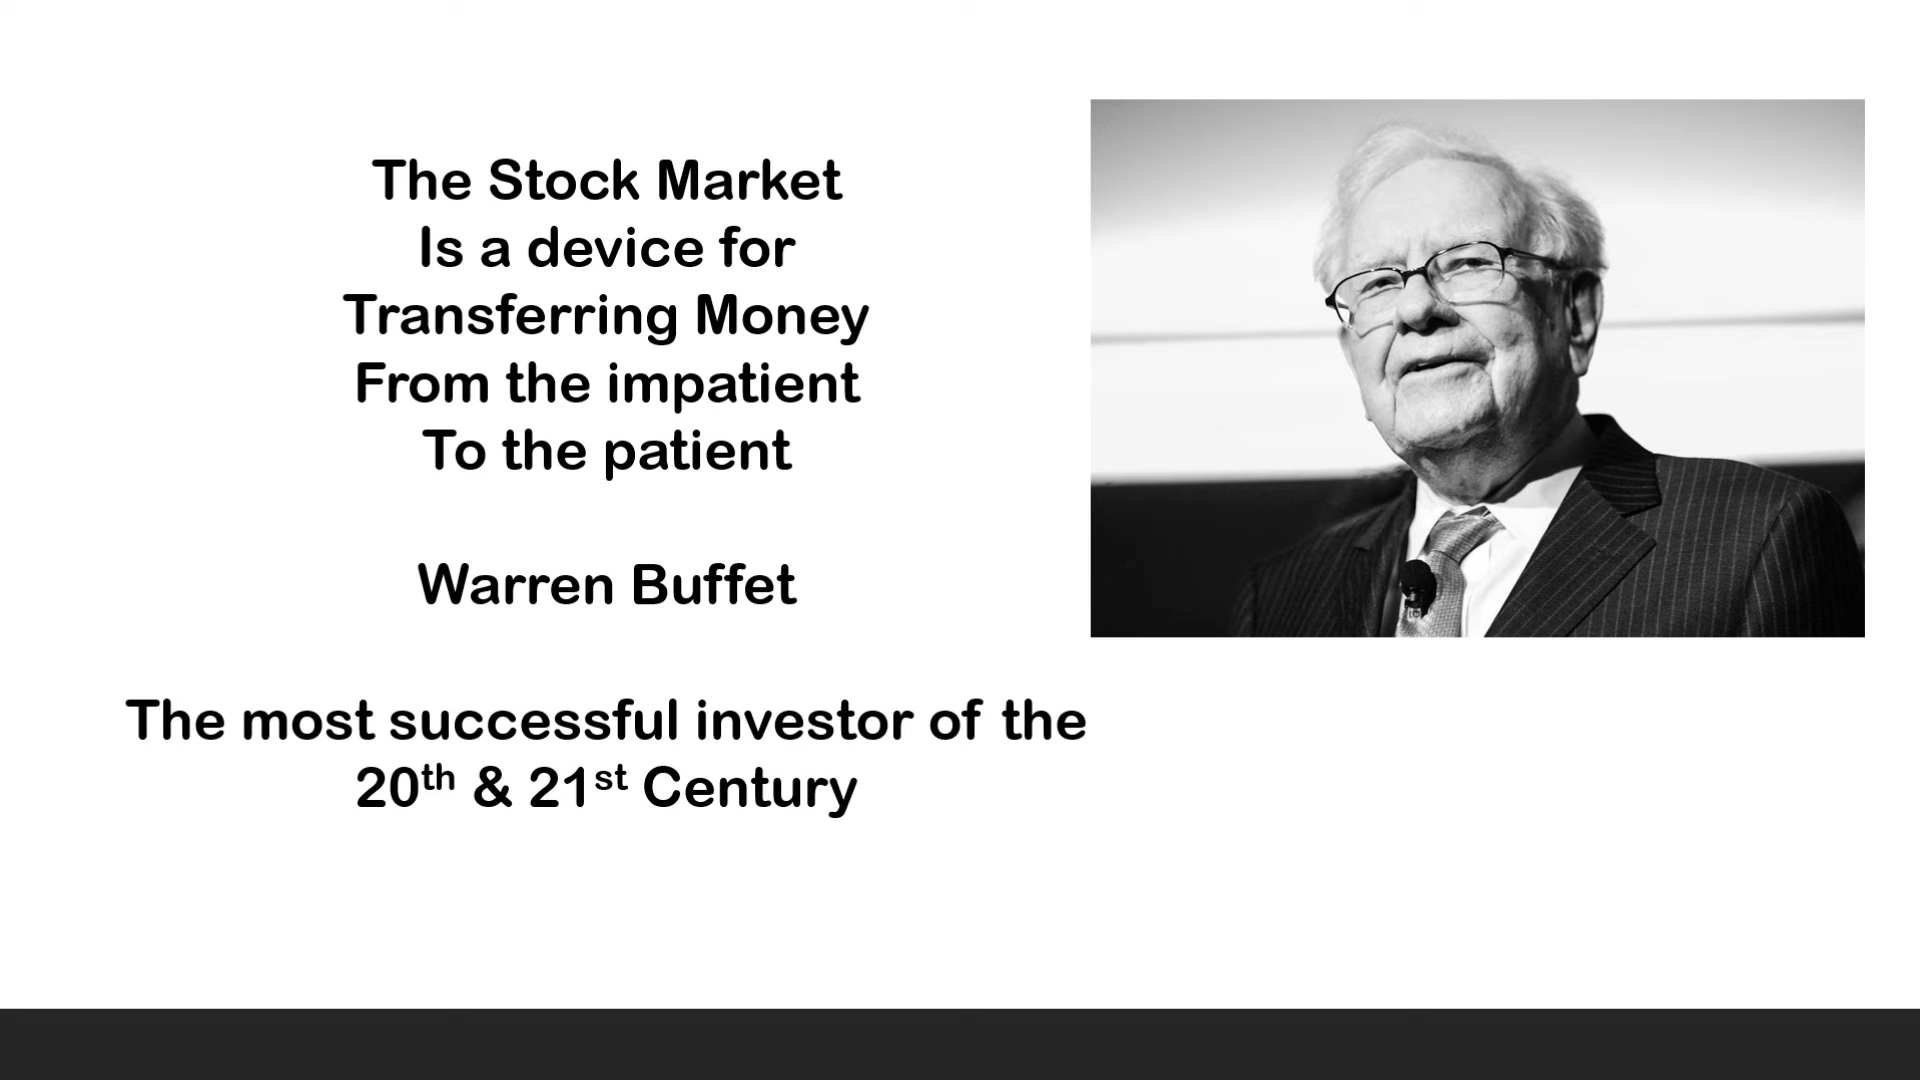 The Stock Market
Is a device for
Transferring Money
From the impatient
To the patient
Warren Buffet
The most successful investor of the
20th & 21st Century